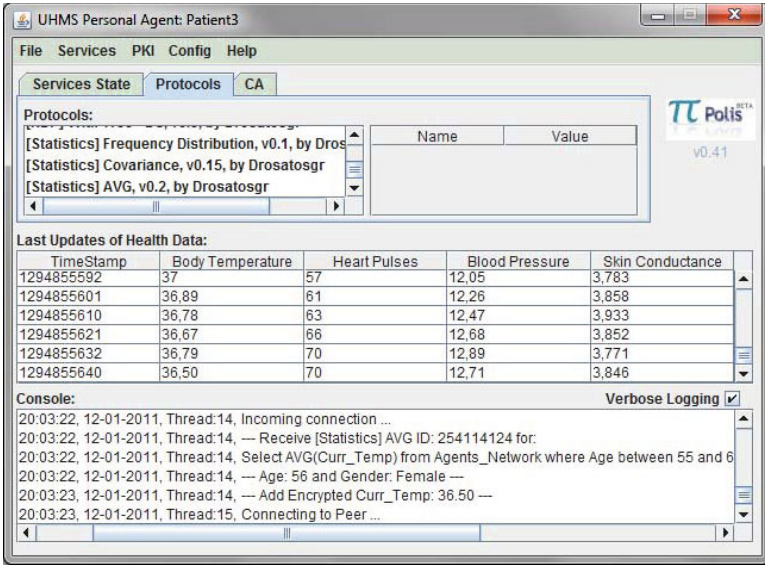 UHMS Personal Agent: Patient3
File Services PKI Config Help
Services State Protocols CA
Protocols:
[Statistics] Frequency Distribution, v0.1, by Dros
[Statistics] Covariance, v0.15, by Drosatosgr
[Statistics] AVG, v0.2, by Drosatosgr
Name Value
ππ Polis BETA
v0.41
Last Updates of Health Data:
TimeStamp Body Temperature Heart Pulses Blood Pressure Skin Conductance
1294855592 37 57 12,05 3,783
1294855601 36,89 61 12,26 3,858
1294855610 36,78 63 12,47 3,933
1294855621 36,67 66 12,68 3,852
1294855632 36,79 70 12,89 3,771
1294855640 36,50 70 12,71 3,846
Console: Verbose Logging
20:03:22, 12-01-2011, Thread:14, Incoming connection ...
20:03:22, 12-01-2011, Thread:14, --- Receive [Statistics] AVG ID: 254114124 for:
20:03:22, 12-01-2011, Thread:14, Select AVG(Curr_Temp) from Agents_Network where Age between 55 and 6
20:03:22, 12-01-2011, Thread:14, --- Age: 56 and Gender: Female ---
20:03:23, 12-01-2011, Thread:14, --- Add Encrypted Curr_Temp: 36.50 ---
20:03:23, 12-01-2011, Thread:15, Connecting to Peer ...